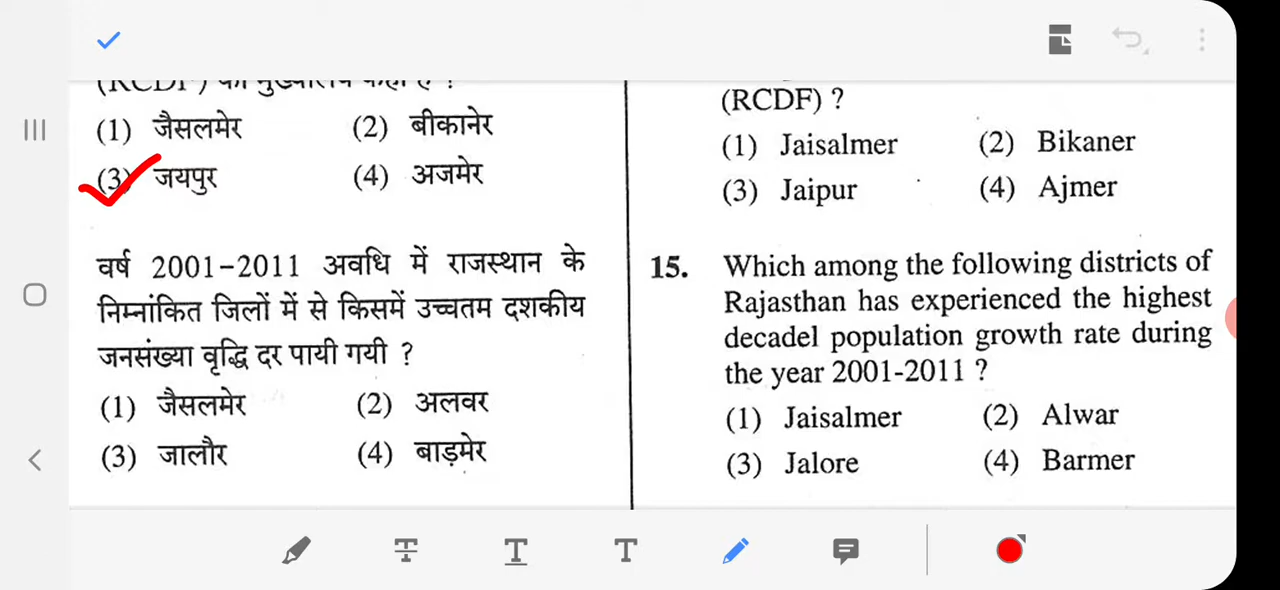 (RCDF) का मुख्यालय कहाँ है ?
(1) जैसलमेर (2) बीकानेर
(3) जयपुर (4) अजमेर
वर्ष 2001-2011 अवधि में राजस्थान के
निम्नांकित जिलों में से किसमें उच्चतम दशकीय
जनसंख्या वृद्धि दर पायी गयी ?
(1) जैसलमेर (2) अलवर
(3) जालौर (4) बाड़मेर
(RCDF) ?
(1) Jaisalmer (2) Bikaner
(3) Jaipur (4) Ajmer
15. Which among the following districts of
Rajasthan has experienced the highest
decadel population growth rate during
the year 2001-2011 ?
(1) Jaisalmer (2) Alwar
(3) Jalore (4) Barmer
T T T